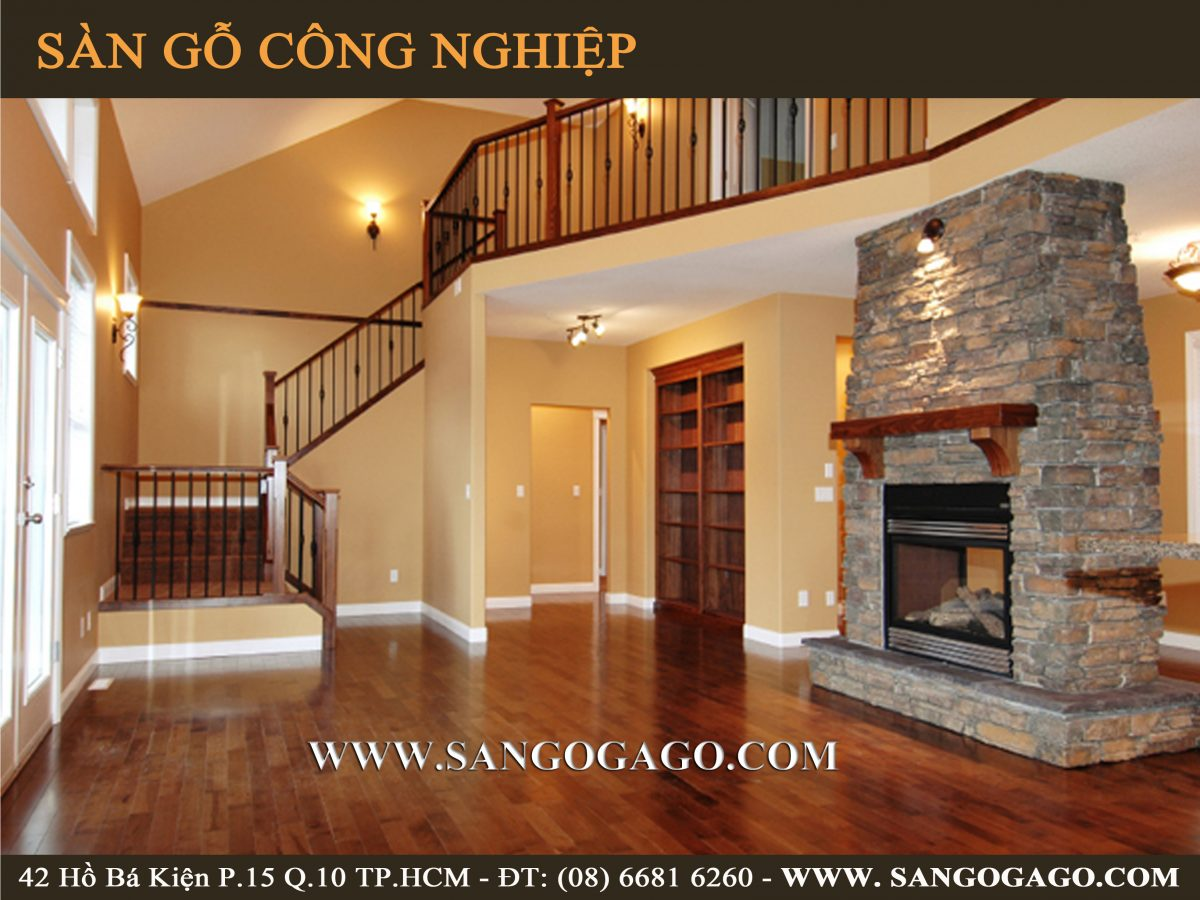 SÀN GỖ CÔNG NGHIỆP
WWW.SANGOGAGO.COM
42 Hồ Bá Kiện P.15 Q.10 TP.HCM - ĐT: (08) 6681 6260 - WWW. SANGOGAGO.COM